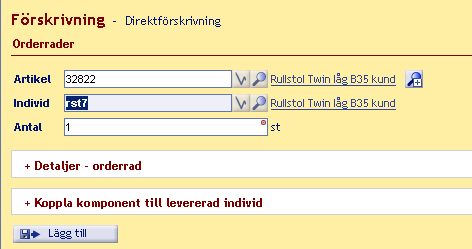 Förskrivning - Direktförskrivning
Orderrader
Artikel 32822 Rullstol Twin låg B35 kund
Individ rst7 Rullstol Twin låg B35 kund
Antal 1 st
+ Detaljer - orderrad
+ Koppla komponent till levererad individ
Lägg till